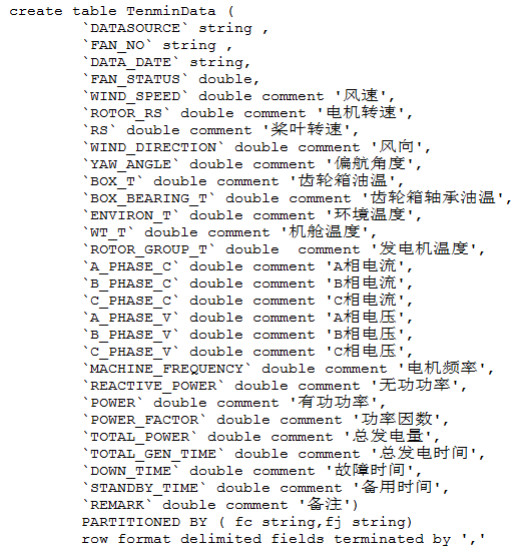 create table TenminData (
`DATASOURCE` string ,
`FAN_NO` string ,
`DATA_DATE` string,
`FAN_STATUS` double,
`WIND_SPEED` double comment '风速',
`ROTOR_RS` double comment '电机转速',
`RS` double comment '桨叶转速',
`WIND_DIRECTION` double comment '风向',
`YAW_ANGLE` double comment '偏航角度',
`BOX_T` double comment '齿轮箱油温',
`BOX_BEARING_T` double comment '齿轮箱轴承油温',
`ENVIRON_T` double comment '环境温度',
`WT_T` double comment '机舱温度',
`ROTOR_GROUP_T` double  comment '发电机温度',
`A_PHASE_C` double comment 'A相电流',
`B_PHASE_C` double comment 'B相电流',
`C_PHASE_C` double comment 'C相电流',
`A_PHASE_V` double comment 'A相电压',
`B_PHASE_V` double comment 'B相电压',
`C_PHASE_V` double comment 'C相电压',
`MACHINE_FREQUENCY` double comment '电机频率',
`REACTIVE_POWER` double comment '无功功率',
`POWER` double comment '有功功率',
`POWER_FACTOR` double comment '功率因数',
`TOTAL_POWER` double comment '总发电量',
`TOTAL_GEN_TIME` double comment '总发电时间',
`DOWN_TIME` double comment '故障时间',
`STANDBY_TIME` double comment '备用时间',
`REMARK` double comment '备注')
PARTITIONED BY ( fc string,fj string)
row format delimited fields terminated by ','